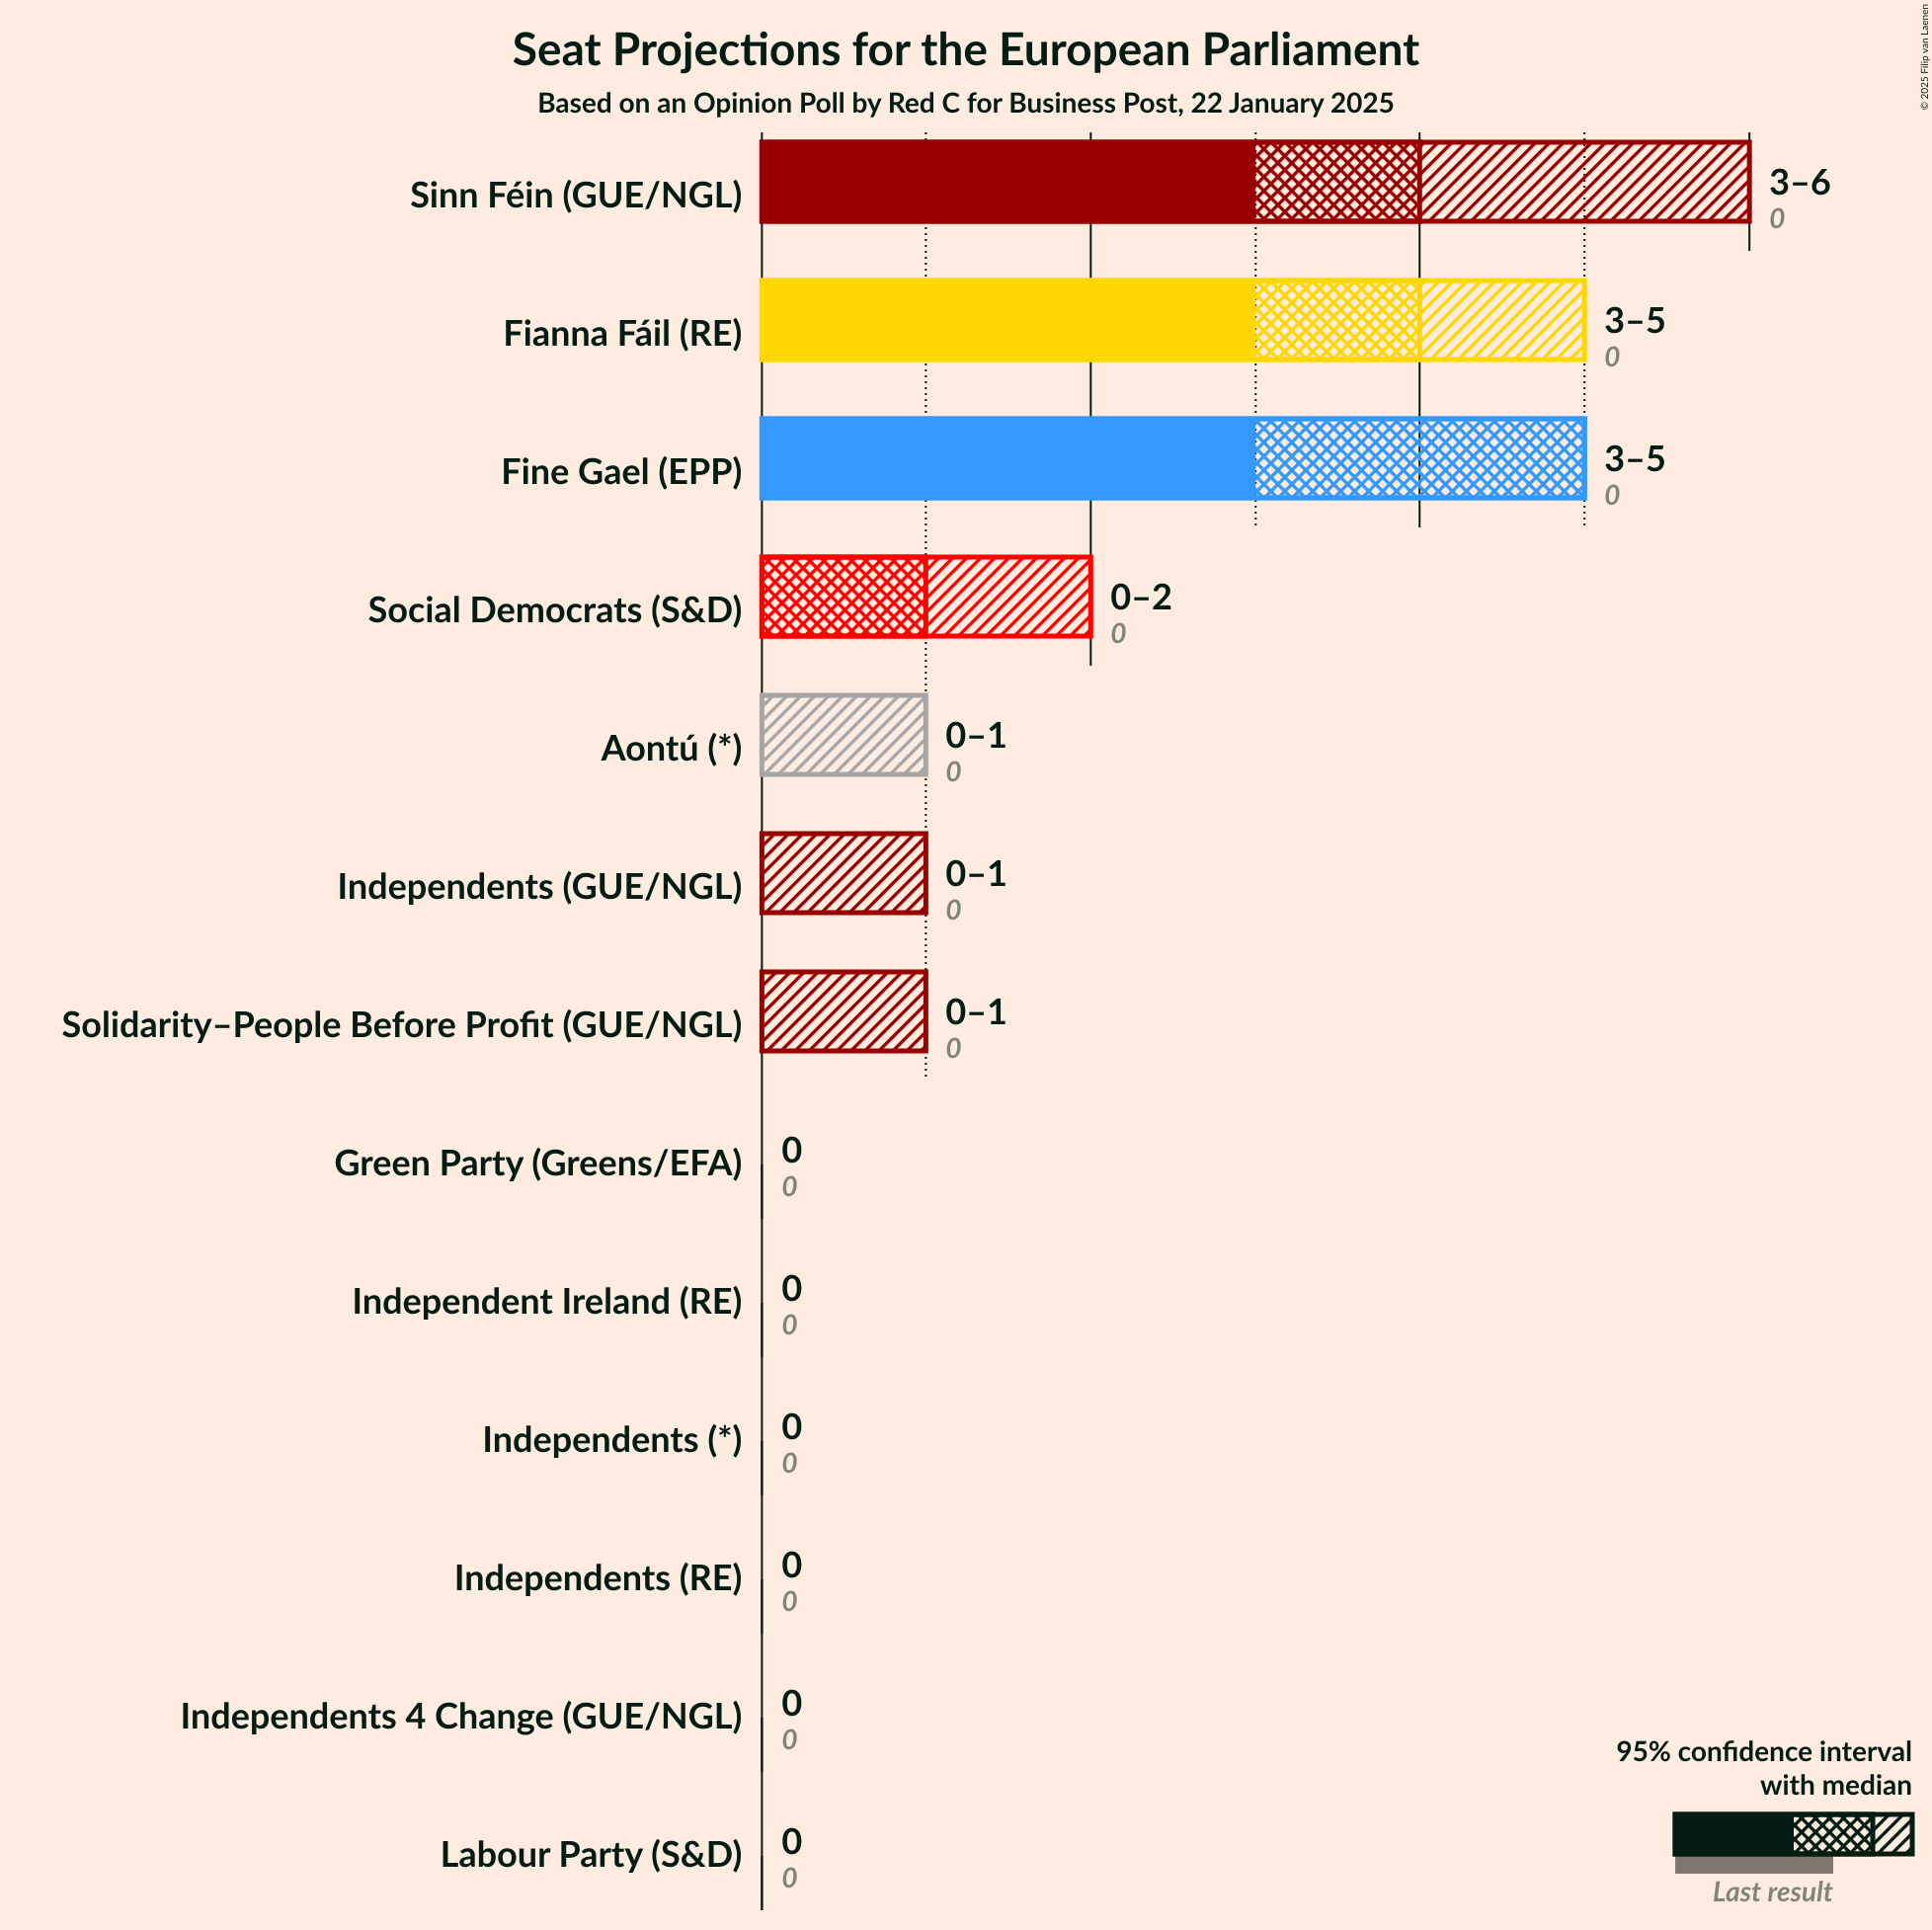 Seat Projections for the European Parliament
Based on an Opinion Poll by Red C for Business Post, 22 January 2025
© 2025 Filip van Laenen
Sinn Féin (GUE/NGL)
3–6
0
Fianna Fáil (RE)
3–5
0
Fine Gael (EPP)
3–5
0
Social Democrats (S&D)
0–2
0
Aontú (*)
0–1
0
Independents (GUE/NGL)
0–1
0
Solidarity–People Before Profit (GUE/NGL)
0–1
0
Green Party (Greens/EFA)
0
0
Independent Ireland (RE)
0
0
Independents (*)
0
0
Independents (RE)
0
0
Independents 4 Change (GUE/NGL)
0
0
Labour Party (S&D)
0
0
95% confidence interval
with median
Last result